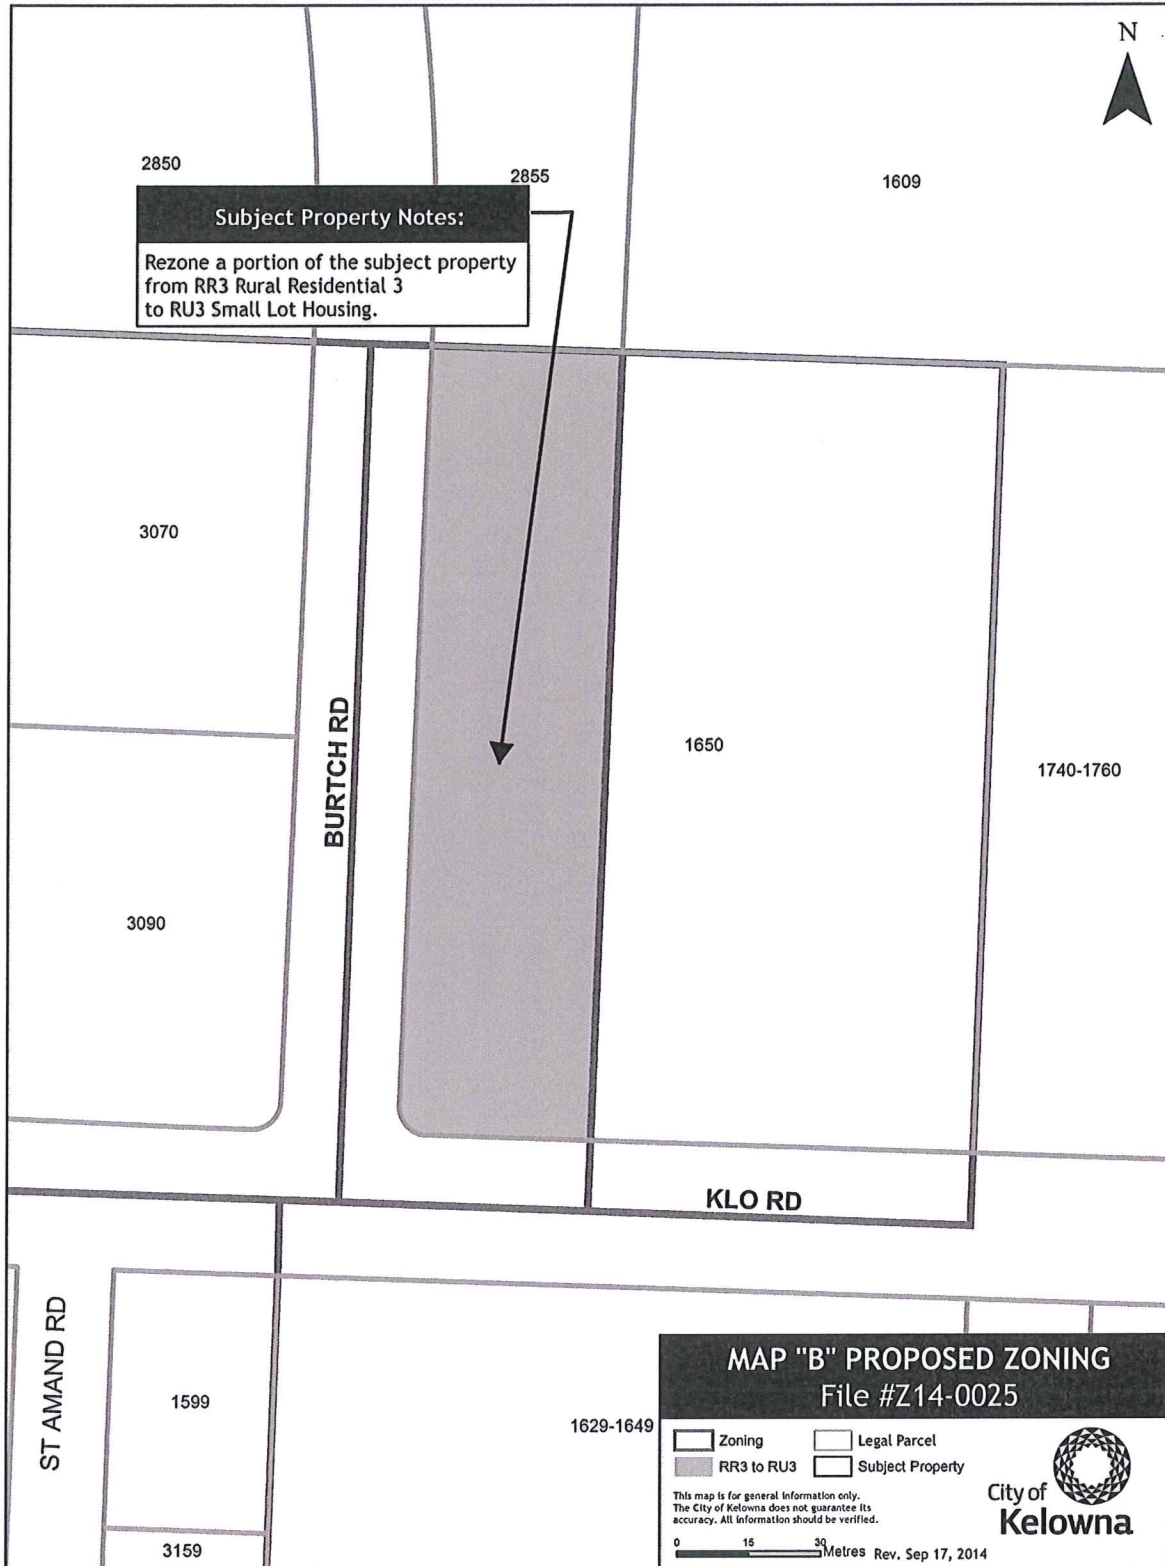 N
2850
2855
1609
Subject Property Notes:
Rezone a portion of the subject property
from RR3 Rural Residential 3
to RU3 Small Lot Housing.
3070
BURTCH RD
1650
1740-1760
3090
KLO RD
ST AMAND RD
1599
1629-1649
3159
MAP "B" PROPOSED ZONING
File #Z14-0025
Zoning
Legal Parcel
RR3 to RU3
Subject Property
This map is for general information only.
The City of Kelowna does not guarantee its
accuracy. All information should be verified.
City of
Kelowna
0 15 30 Metres
Rev. Sep 17, 2014